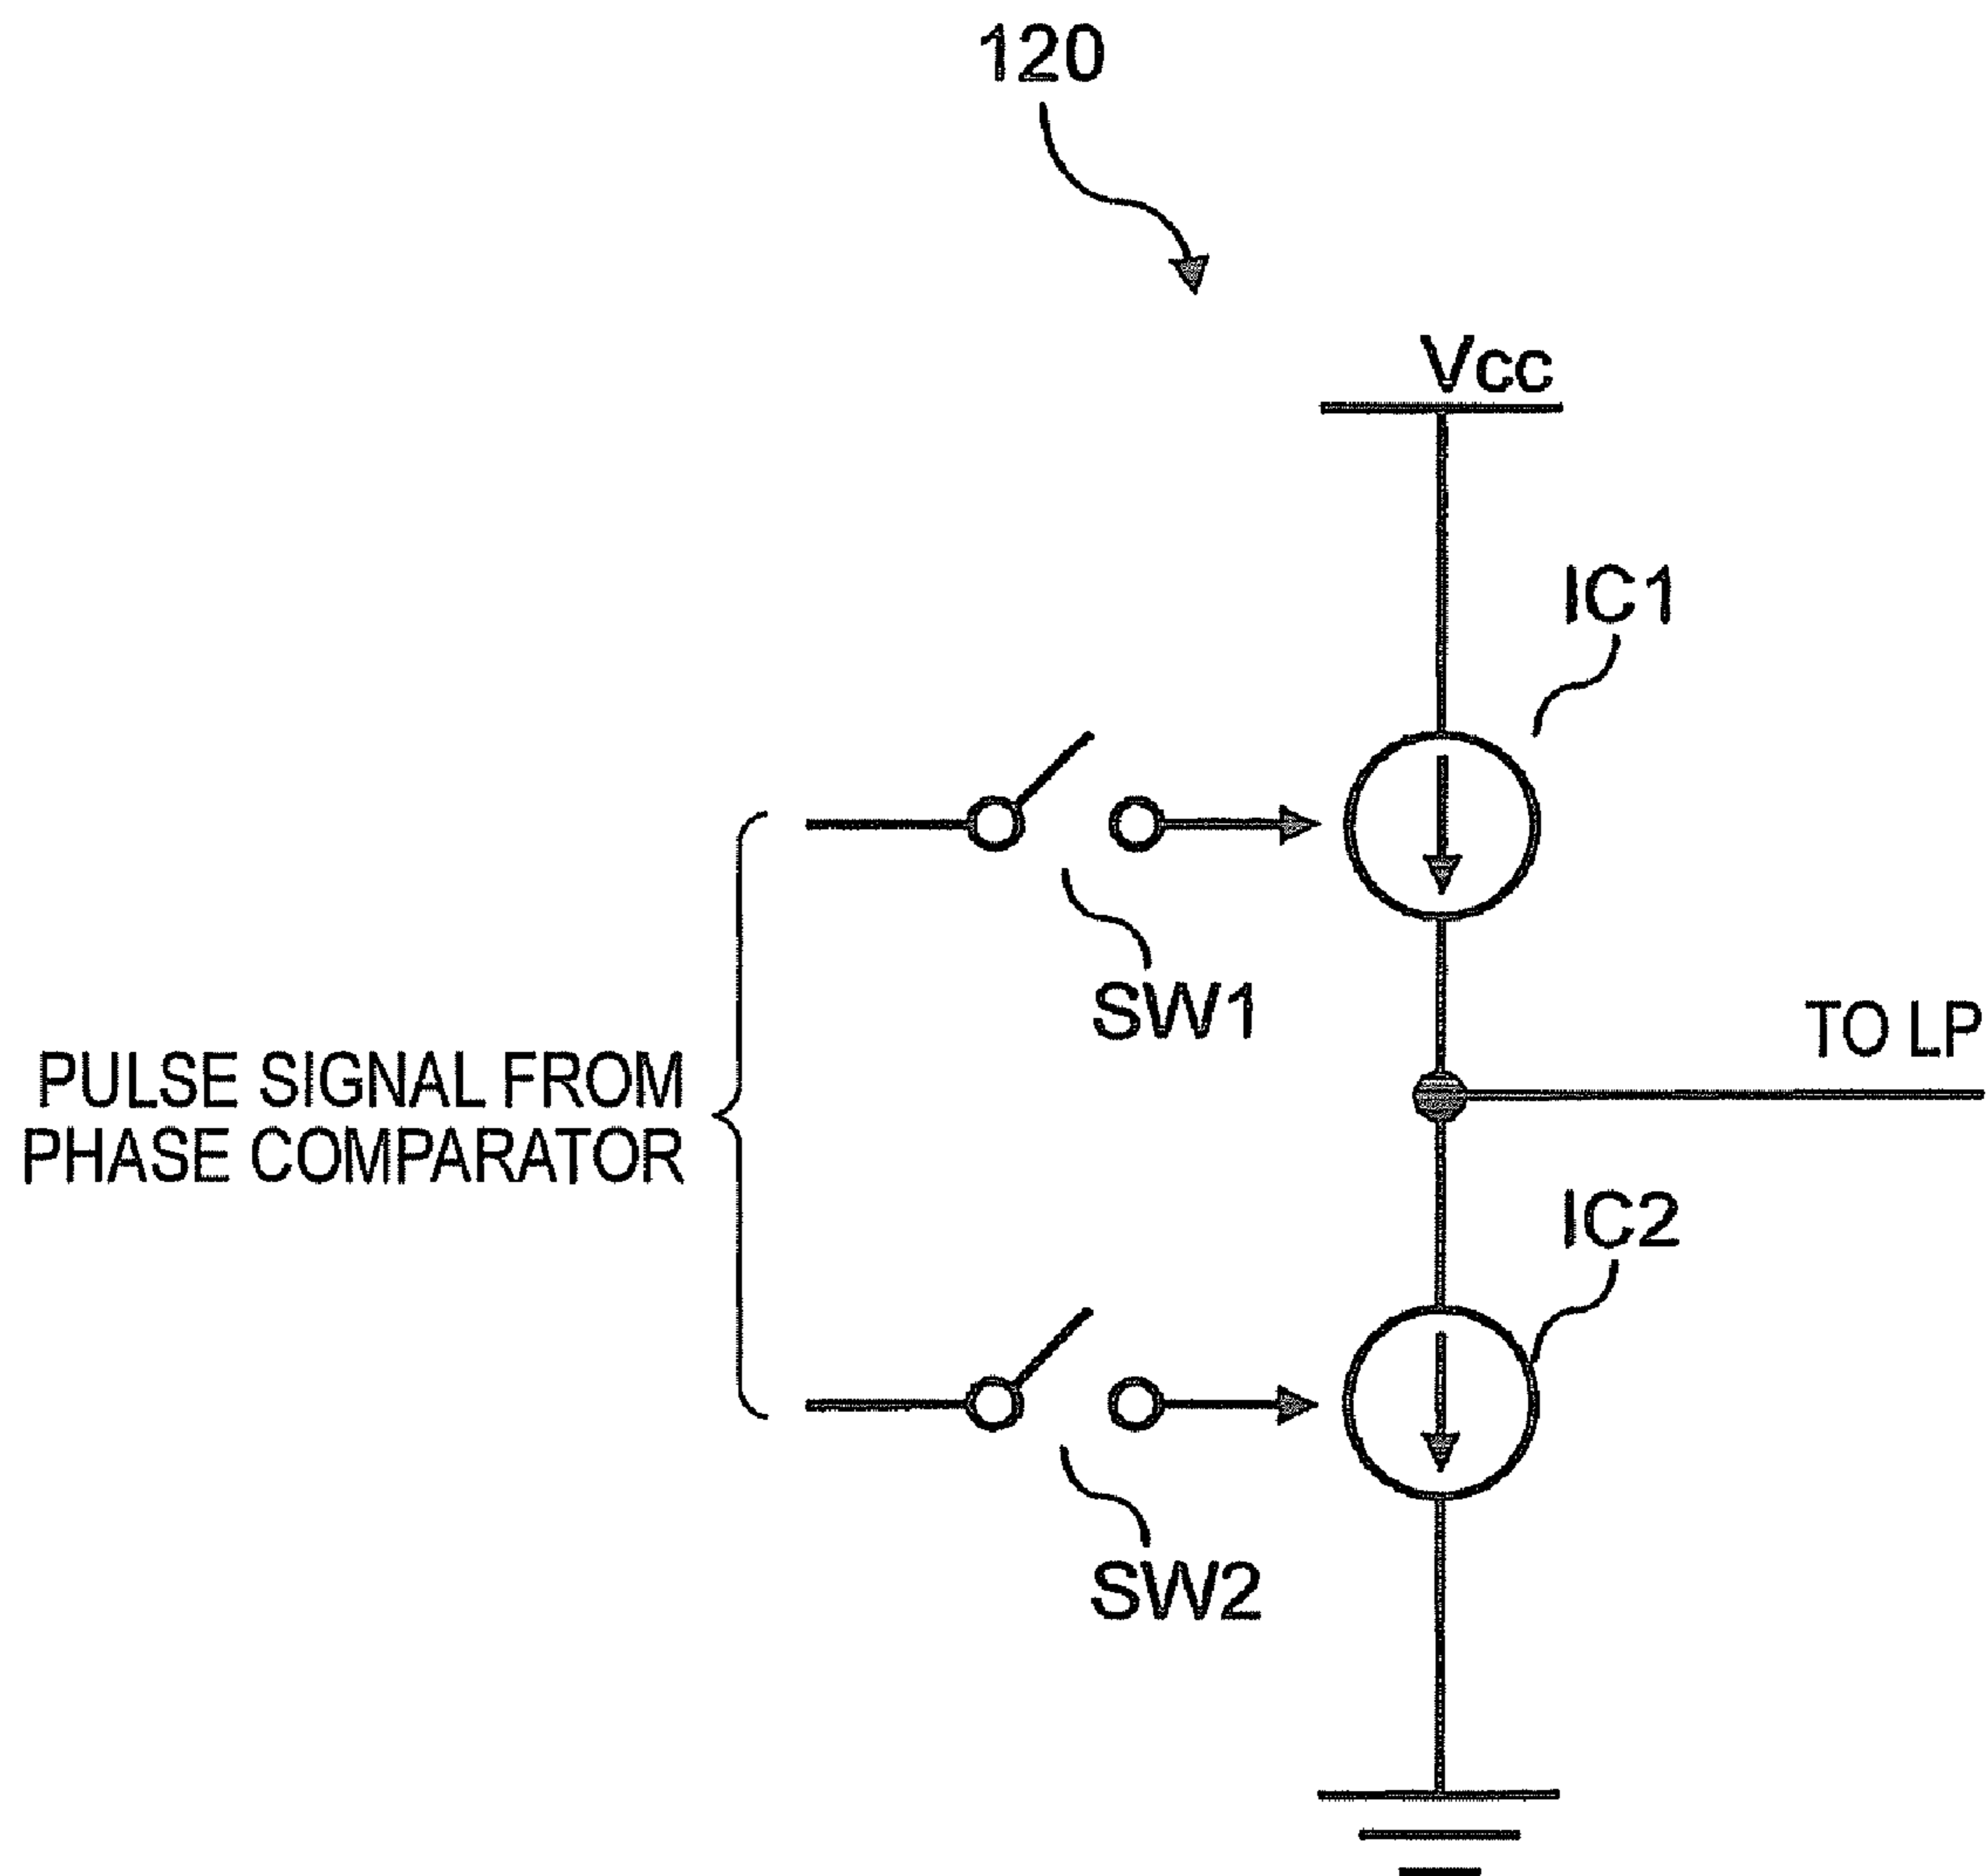 120
Vcc
IC1
SW1
TO LP
PULSE SIGNAL FROM
PHASE COMPARATOR
IC2
SW2